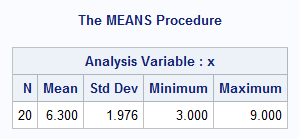 The MEANS Procedure
Analysis Variable : x
N Mean Std Dev Minimum Maximum
20 6.300 1.976 3.000 9.000